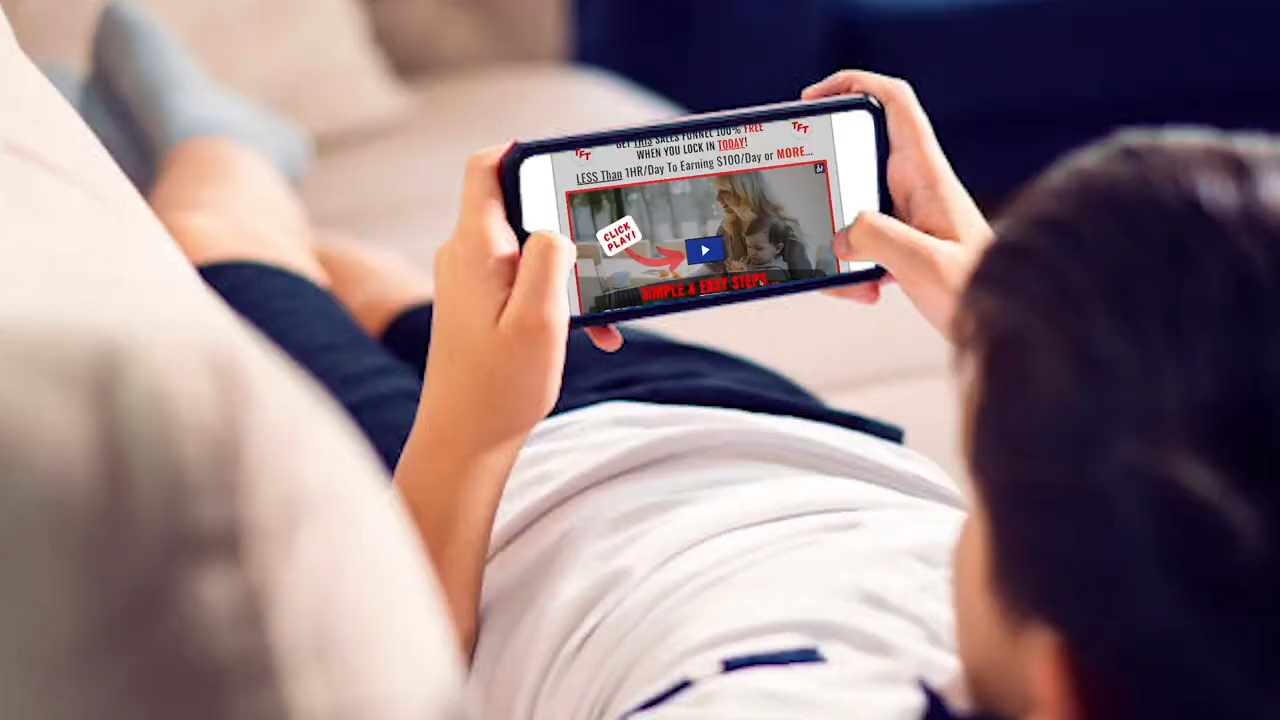 GET THIS SALES FUNNEL 100% FREE
TFT
TFT
WHEN YOU LOCK IN TODAY!
LESS Than 1HR/Day To Earning $100/Day or MORE...
CLICK
PLAY!
SIMPLE & EASY STEPS...